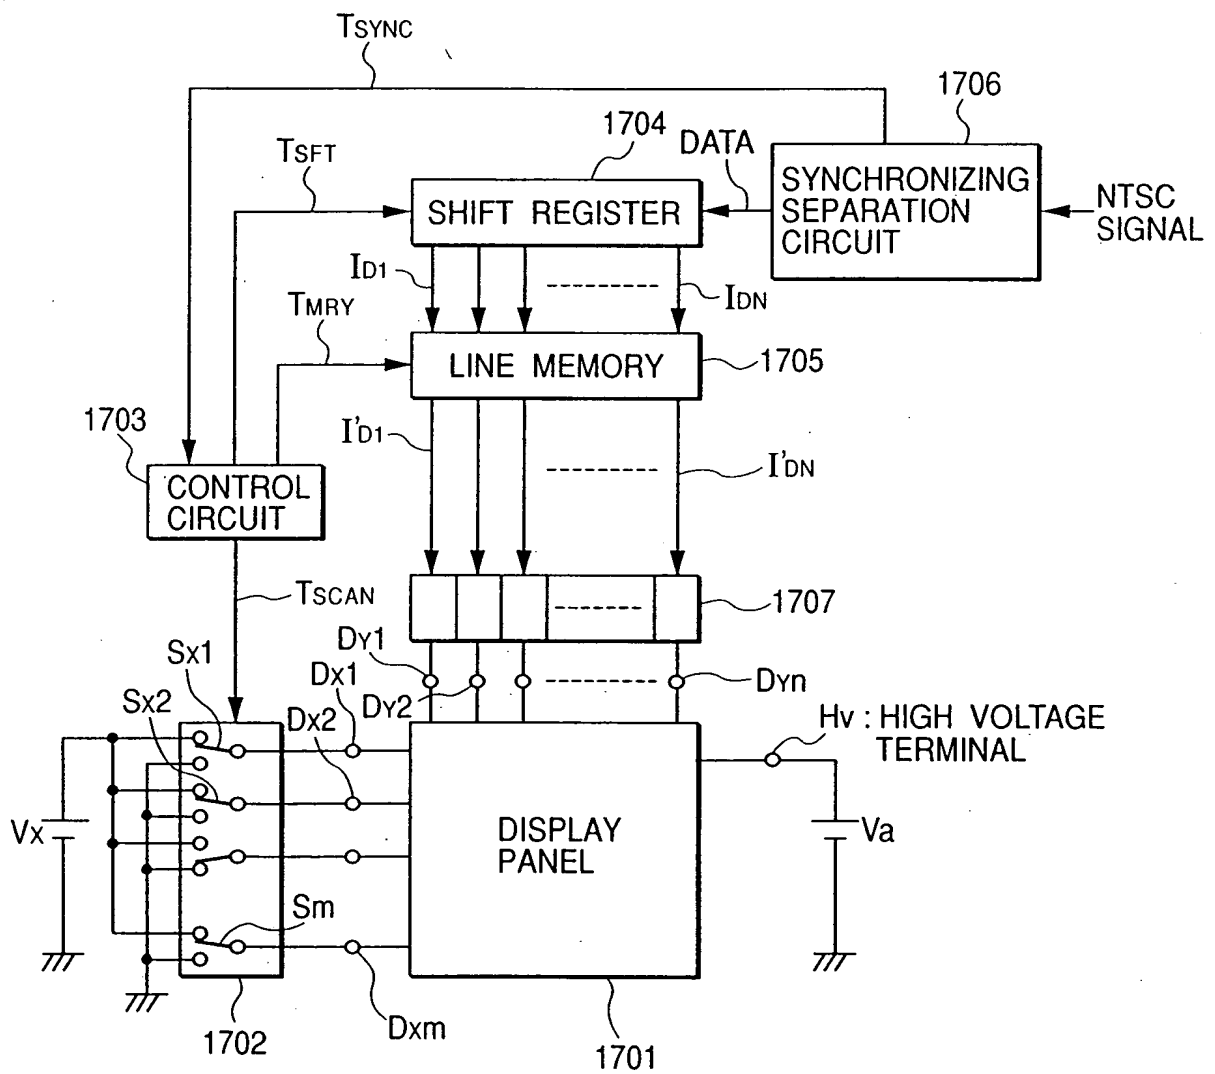 TSYNC
1706
1704
DATA
TSFT
SYNCHRONIZING
SEPARATION
CIRCUIT
NTSC
SIGNAL
SHIFT REGISTER
ID1
IDN
TMRY
LINE MEMORY
1705
1703
I'D1
I'DN
CONTROL
CIRCUIT
TSCAN
1707
DY1
SX1
DX1
DYn
SX2
DX2
DY2
HV : HIGH VOLTAGE
TERMINAL
VX
DISPLAY
PANEL
Va
Sm
DXm
1702
1701